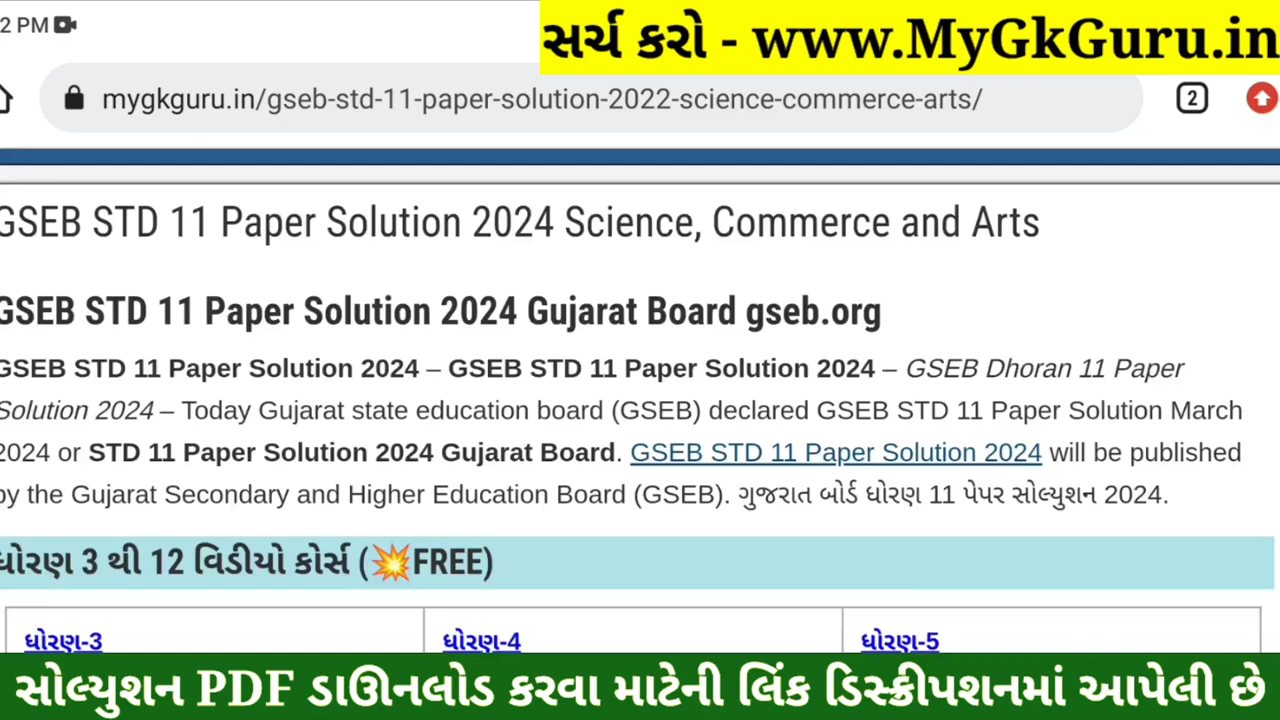 2 PM
સર્ચ કરો - www.MyGkGuru.in
mygkguru.in/gseb-std-11-paper-solution-2022-science-commerce-arts/
2
GSEB STD 11 Paper Solution 2024 Science, Commerce and Arts
GSEB STD 11 Paper Solution 2024 Gujarat Board gseb.org
GSEB STD 11 Paper Solution 2024 – GSEB STD 11 Paper Solution 2024 – GSEB Dhoran 11 Paper
Solution 2024 – Today Gujarat state education board (GSEB) declared GSEB STD 11 Paper Solution March
2024 or STD 11 Paper Solution 2024 Gujarat Board. GSEB STD 11 Paper Solution 2024 will be published
by the Gujarat Secondary and Higher Education Board (GSEB). ગુજરાત બોર્ડ ધોરણ 11 પેપર સોલ્યુશન 2024.
ધોરણ 3 થી 12 વિડીયો કોર્સ (💥FREE)
ધોરણ-3 ધોરણ-4 ધોરણ-5
સોલ્યુશન PDF ડાઊનલોડ કરવા માટેની લિંક ડિસ્ક્રીપશનમાં આપેલી છે